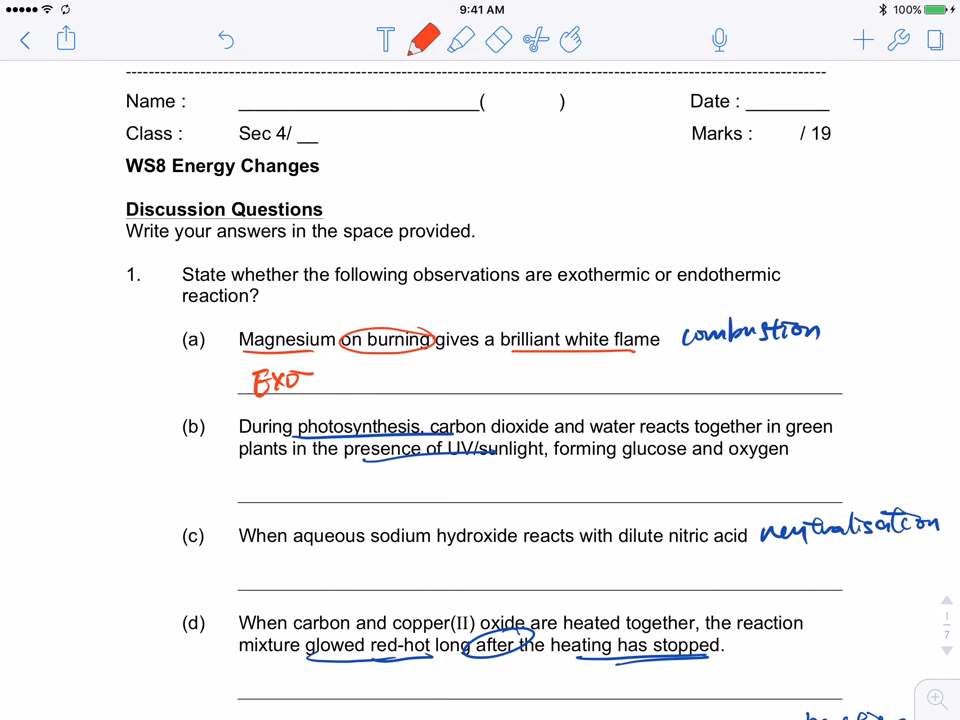 9:41 AM
100%
T
Name : ( ) Date :
Class : Sec 4/ __ Marks : / 19
WS8 Energy Changes
Discussion Questions
Write your answers in the space provided.
1. State whether the following observations are exothermic or endothermic
reaction?
(a) Magnesium on burning gives a brilliant white flame combustion
Exo
(b) During photosynthesis, carbon dioxide and water reacts together in green
plants in the presence of UV/sunlight, forming glucose and oxygen
(c) When aqueous sodium hydroxide reacts with dilute nitric acid neutralisation
(d) When carbon and copper(II) oxide are heated together, the reaction
mixture glowed red-hot long after the heating has stopped.
1
7